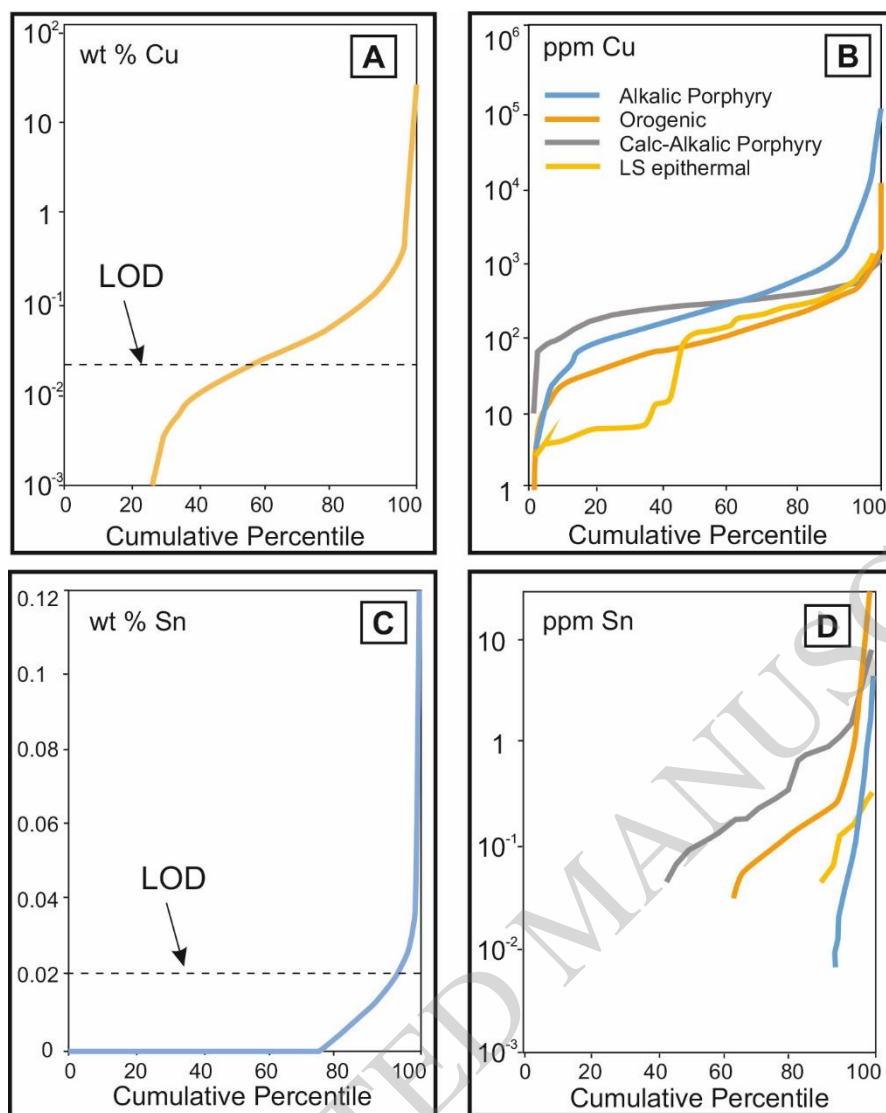 wt % Cu
A
10²
10
1
10⁻¹
10⁻²
10⁻³
LOD
0 20 40 60 80 100
Cumulative Percentile
ppm Cu
B
Alkalic Porphyry
Orogenic
Calc-Alkalic Porphyry
LS epithermal
10⁶
10⁵
10⁴
10³
10²
10
1
0 20 40 60 80 100
Cumulative Percentile
wt % Sn
C
0.12
0.1
0.08
0.06
0.04
0.02
0
LOD
0 20 40 60 80 100
Cumulative Percentile
ppm Sn
D
10
1
10⁻¹
10⁻²
10⁻³
0 20 40 60 80 100
Cumulative Percentile
TED MANUSC